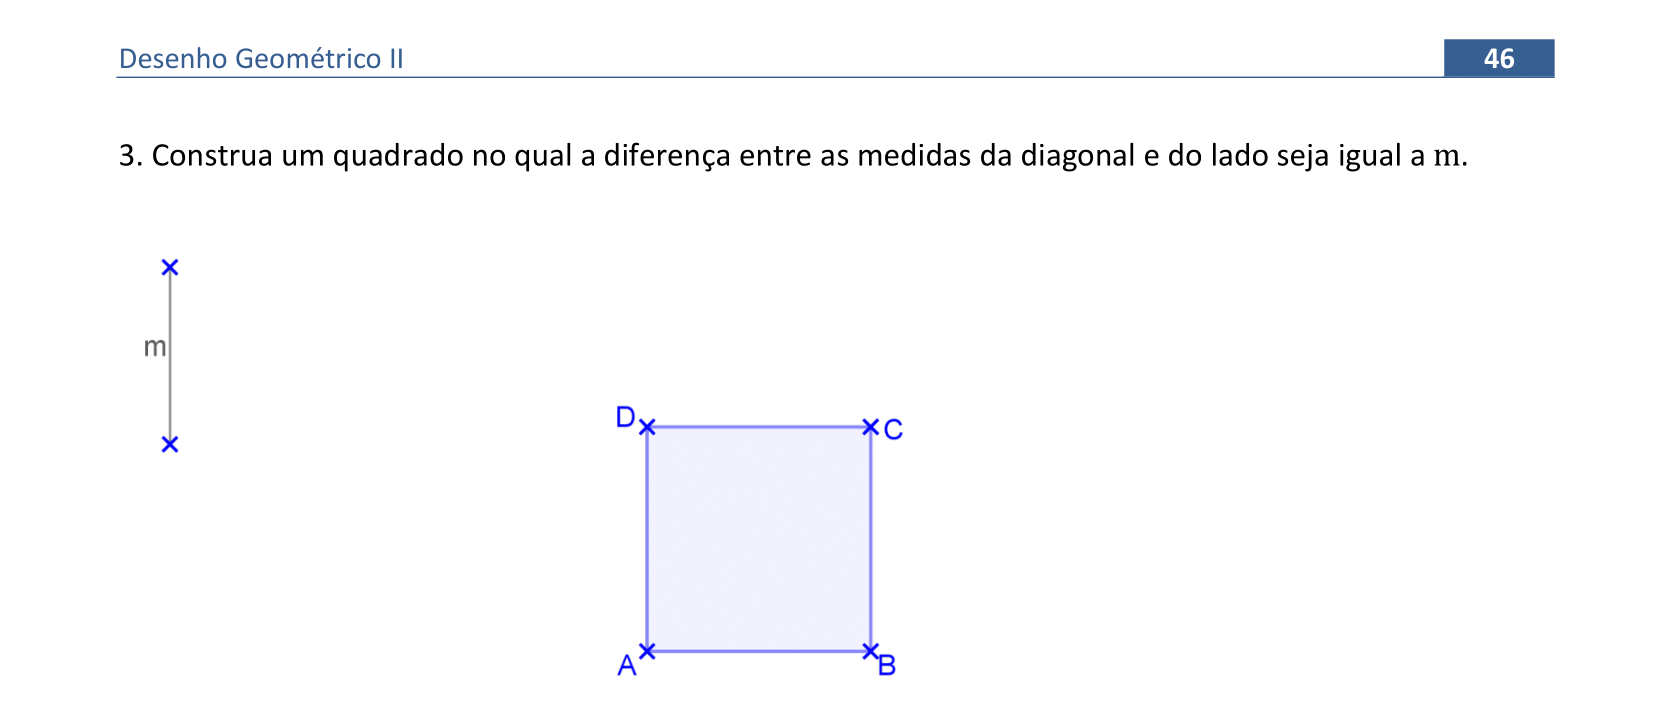 Desenho Geométrico II 46
3. Construa um quadrado no qual a diferença entre as medidas da diagonal e do lado seja igual a m.
m
D C
A B